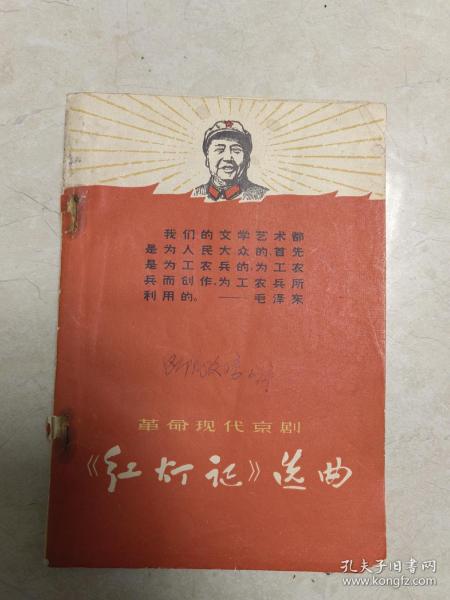 我们的文学艺术都
是为人民大众的，首先
是为工农兵的，为工农
兵而创作，为工农兵所
利用的。——毛泽东
革命现代京剧
《红灯记》选曲
孔夫子旧书网
www.kongfz.com